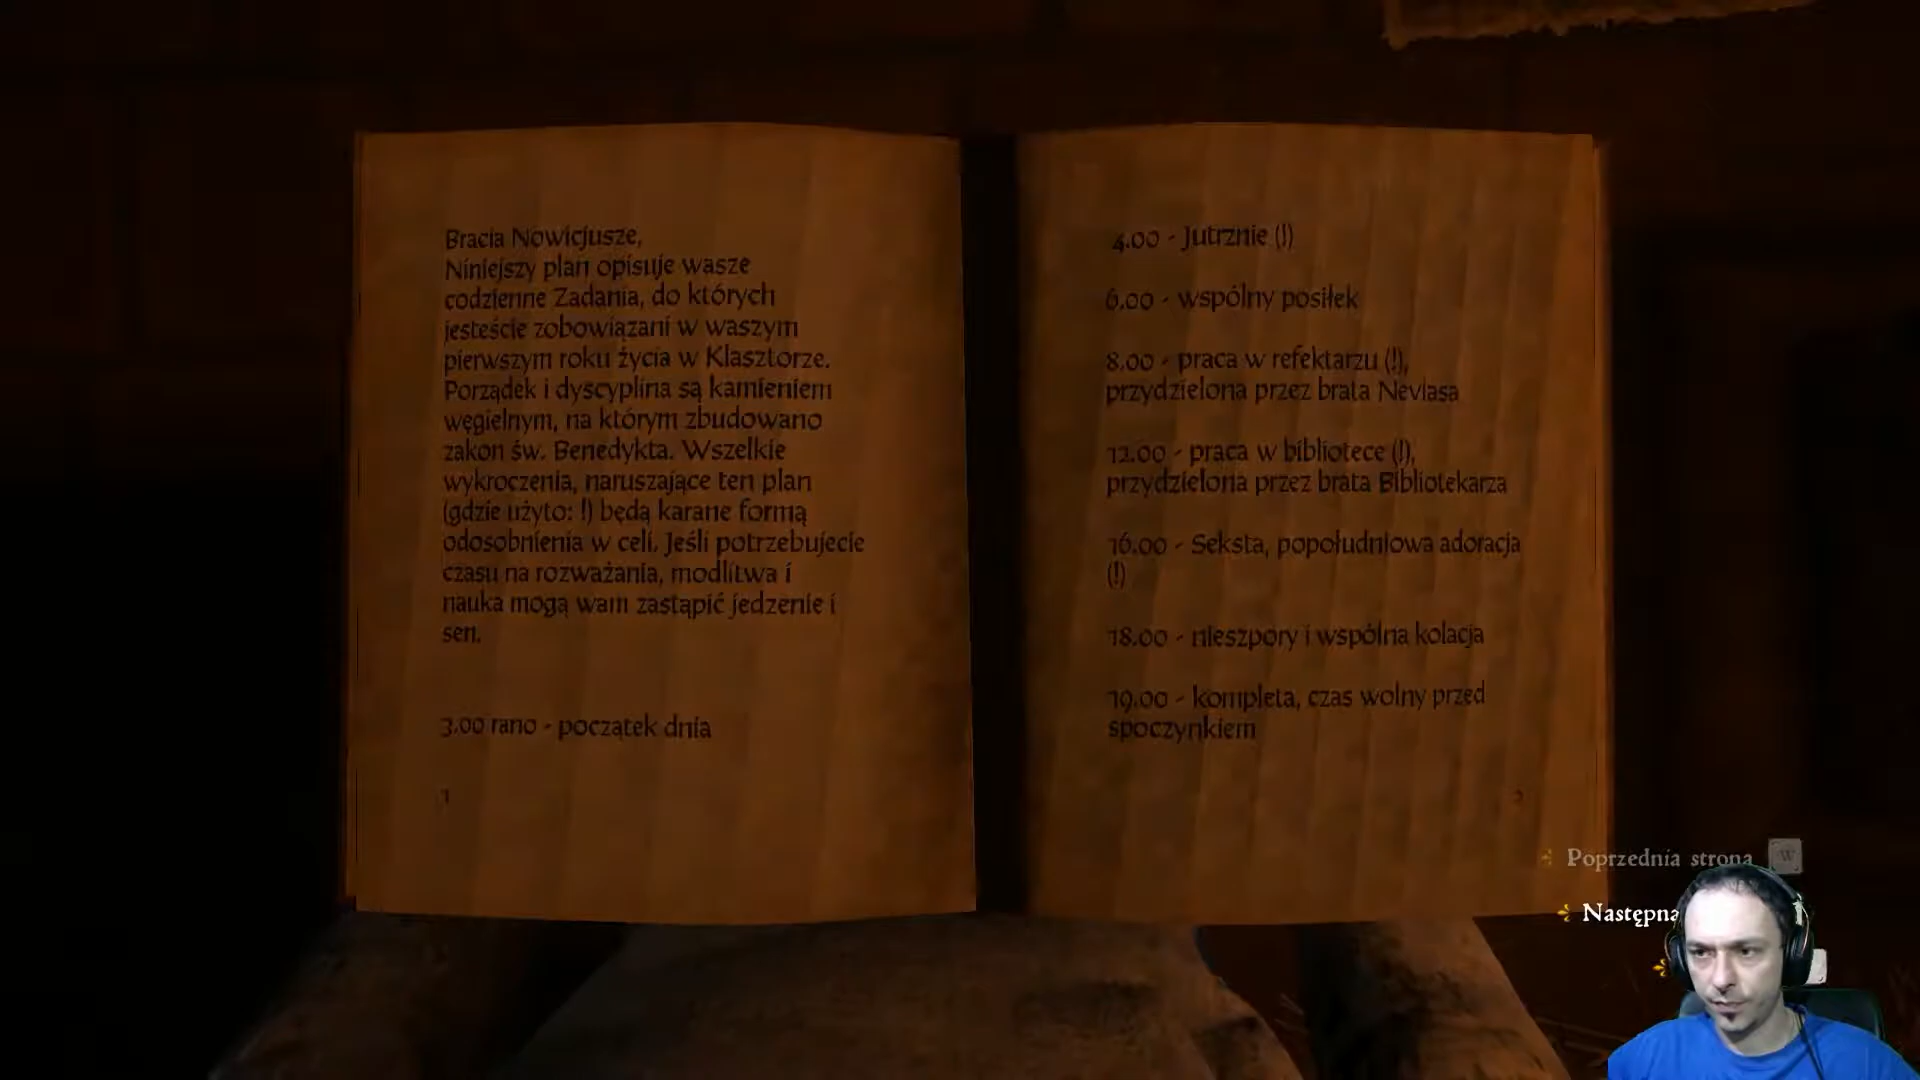 Bracia Nowicjusze,
Niniejszy plan opisuje wasze
codzienne Zadania, do których
jesteście zobowiązani w waszym
pierwszym roku życia w Klasztorze.
Porządek i dyscyplina są kamieniem
węgielnym, na którym zbudowano
zakon św. Benedykta. Wszelkie
wykroczenia, naruszające ten plan
(gdzie użyto: !) będą karane formą
odosobnienia w celi. Jeśli potrzebujecie
czasu na rozważania, modlitwa i
nauka mogą wam zastąpić jedzenie i
sen.
3.00 rano - początek dnia
1
4.00 - Jutrznie (!)
6.00 - wspólny posiłek
8.00 - praca w refektarzu (!),
przydzielona przez brata Nevlasa
12.00 - praca w bibliotece (!),
przydzielona przez brata Bibliotekarza
16.00 - Seksta, popołudniowa adoracja
(!)
18.00 - nieszpory i wspólna kolacja
19.00 - kompleta, czas wolny przed
spoczynkiem
2
Poprzednia strona W
Następna